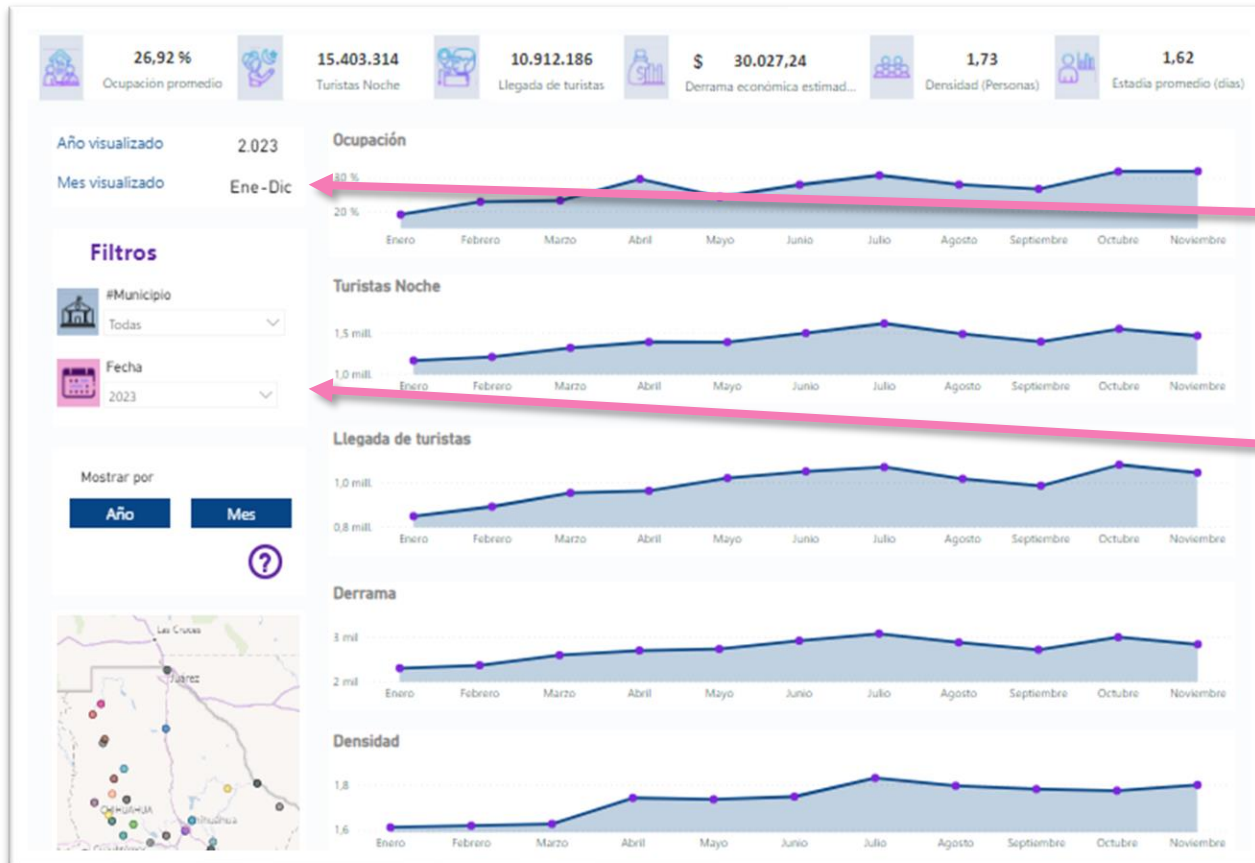 26,92 %
Ocupación promedio
15.403.314
Turistas Noche
10.912.186
Llegada de turistas
$ 30.027,24
Derrama económica estimad...
1,73
Densidad (Personas)
1,62
Estadía promedio (días)
Año visualizado 2.023
Mes visualizado Ene-Dic
Filtros
#Municipio
Todas
Fecha
2023
Mostrar por
Año Mes
?
Las Cruces
Juárez
CHIHUAHUA
Chihuahua
Ocupación
30 %
20 %
Enero Febrero Marzo Abril Mayo Junio Julio Agosto Septiembre Octubre Noviembre
Turistas Noche
1,5 mill.
1,0 mill.
Enero Febrero Marzo Abril Mayo Junio Julio Agosto Septiembre Octubre Noviembre
Llegada de turistas
1,0 mill.
0,8 mill.
Enero Febrero Marzo Abril Mayo Junio Julio Agosto Septiembre Octubre Noviembre
Derrama
3 mil
2 mil
Enero Febrero Marzo Abril Mayo Junio Julio Agosto Septiembre Octubre Noviembre
Densidad
1,8
1,6
Enero Febrero Marzo Abril Mayo Junio Julio Agosto Septiembre Octubre Noviembre